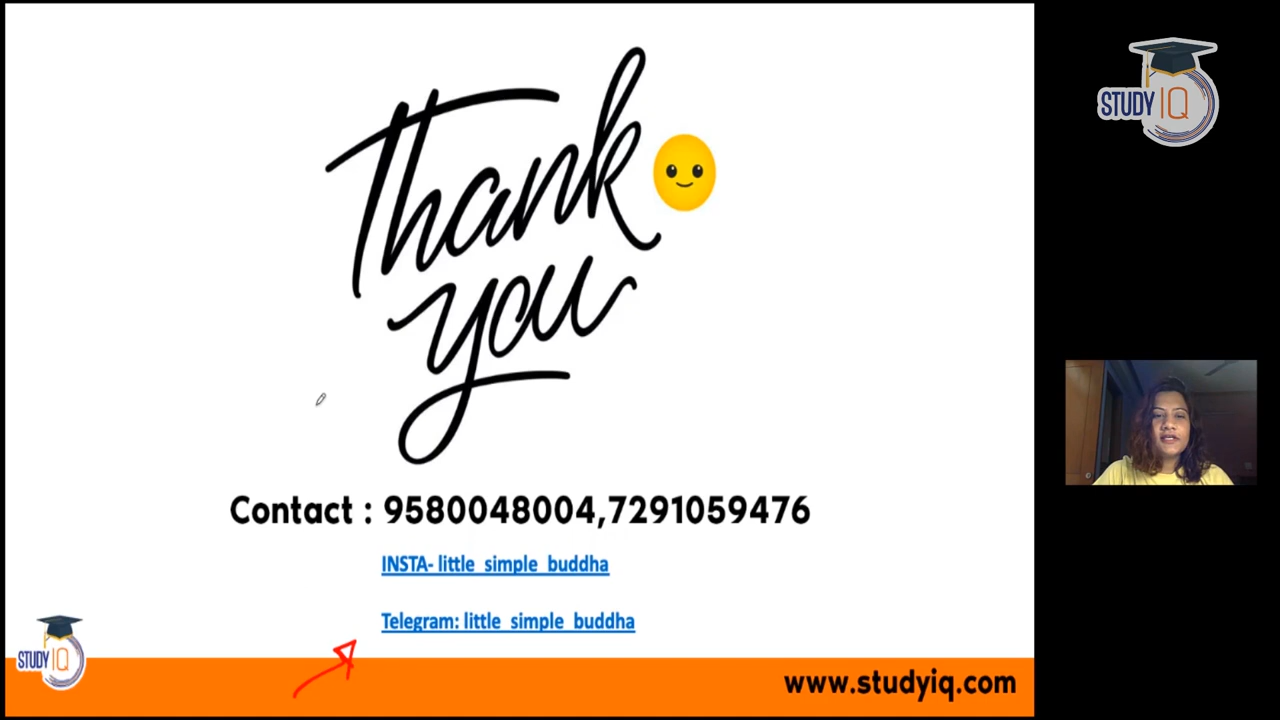 STUDY IQ
Thank
you
Contact : 9580048004,7291059476
INSTA- little_simple_buddha
Telegram: little_simple_buddha
STUDY IQ
www.studyiq.com